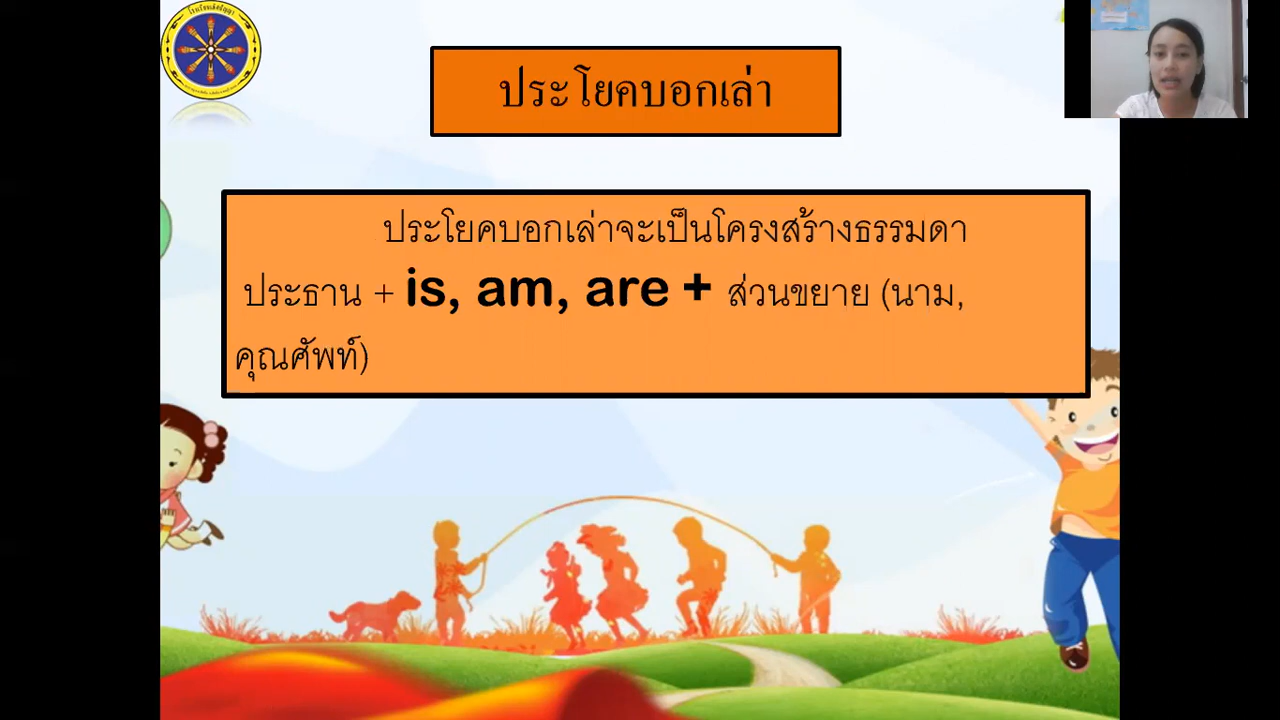 ประโยคบอกเล่า
ประโยคบอกเล่าจะเป็นโครงสร้างธรรมดา
ประธาน + is, am, are + ส่วนขยาย (นาม,
คุณศัพท์)